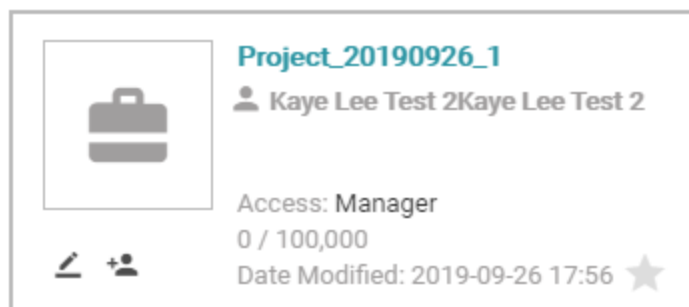 Project_20190926_1
Kaye Lee Test 2Kaye Lee Test 2
Access: Manager
0 / 100,000
Date Modified: 2019-09-26 17:56